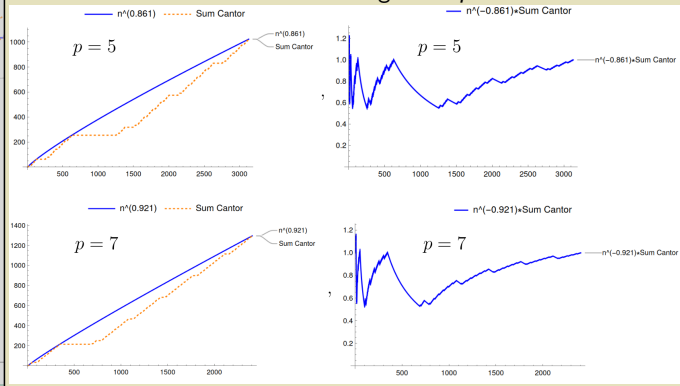 n^(0.861) Sum Cantor
p = 5
n^(0.861)
Sum Cantor
1000
800
600
400
200
500 1000 1500 2000 2500 3000
,
n^(-0.861)*Sum Cantor
p = 5
n^(-0.861)*Sum Cantor
1.2
1.0
0.8
0.6
0.4
0.2
500 1000 1500 2000 2500 3000
n^(0.921) Sum Cantor
p = 7
n^(0.921)
Sum Cantor
1400
1200
1000
800
600
400
200
500 1000 1500 2000
,
n^(-0.921)*Sum Cantor
p = 7
n^(-0.921)*Sum Cantor
1.2
1.0
0.8
0.6
0.4
0.2
500 1000 1500 2000